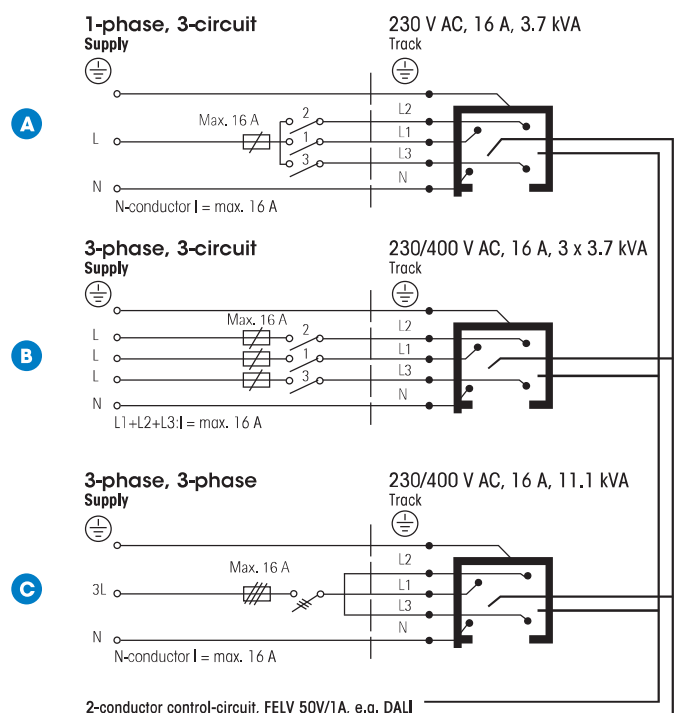 1-phase, 3-circuit
Supply
230 V AC, 16 A, 3.7 kVA
Track
A
Max. 16 A
2
L2
L
1
L1
3
L3
N
N
N-conductor I = max. 16 A
3-phase, 3-circuit
Supply
230/400 V AC, 16 A, 3 x 3.7 kVA
Track
B
Max. 16 A
L
2
L2
L
1
L1
L
3
L3
N
N
L1+L2+L3:I = max. 16 A
3-phase, 3-phase
Supply
230/400 V AC, 16 A, 11.1 kVA
Track
C
Max. 16 A
L2
3L
L1
L3
N
N
N-conductor I = max. 16 A
2-conductor control-circuit, FELV 50V/1A, e.g. DALI